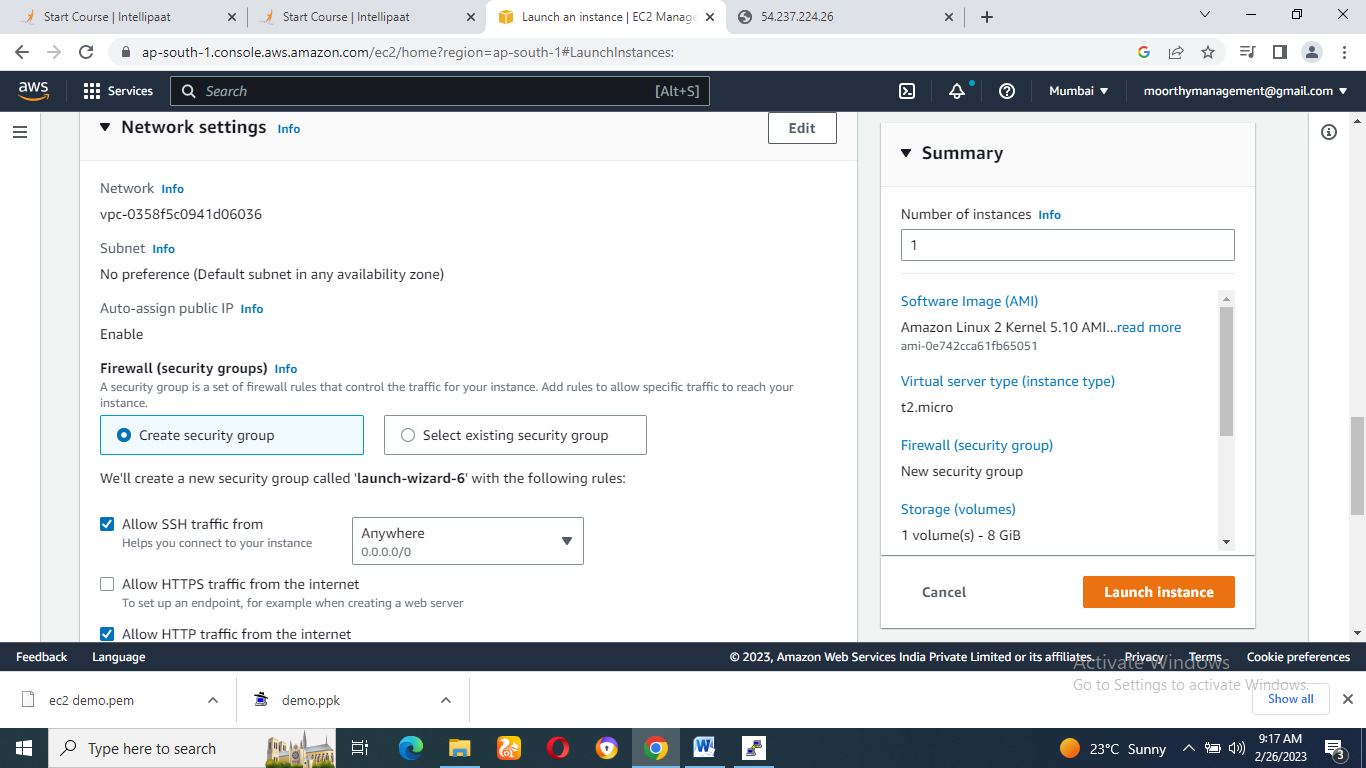 Start Course | Intellipaat
Start Course | Intellipaat
Launch an instance | EC2 Manage
54.237.224.26
ap-south-1.console.aws.amazon.com/ec2/home?region=ap-south-1#LaunchInstances:
aws
Services
Search
[Alt+S]
Mumbai
moorthymanagement@gmail.com
Network settings Info
Edit
Network Info
vpc-0358f5c0941d06036
Subnet Info
No preference (Default subnet in any availability zone)
Auto-assign public IP Info
Enable
Firewall (security groups) Info
A security group is a set of firewall rules that control the traffic for your instance. Add rules to allow specific traffic to reach your
instance.
Create security group
Select existing security group
We'll create a new security group called 'launch-wizard-6' with the following rules:
Allow SSH traffic from
Helps you connect to your instance
Anywhere
0.0.0.0/0
Allow HTTPS traffic from the internet
To set up an endpoint, for example when creating a web server
Allow HTTP traffic from the internet
Summary
Number of instances Info
1
Software Image (AMI)
Amazon Linux 2 Kernel 5.10 AMI...read more
ami-0e742cca61fb65051
Virtual server type (instance type)
t2.micro
Firewall (security group)
New security group
Storage (volumes)
1 volume(s) - 8 GiB
Cancel
Launch instance
Feedback
Language
© 2023, Amazon Web Services India Private Limited or its affiliates.
Privacy
Terms
Cookie preferences
Activate Windows
Go to Settings to activate Windows.
ec2 demo.pem
demo.ppk
Show all
Type here to search
23°C Sunny
9:17 AM
2/26/2023
3